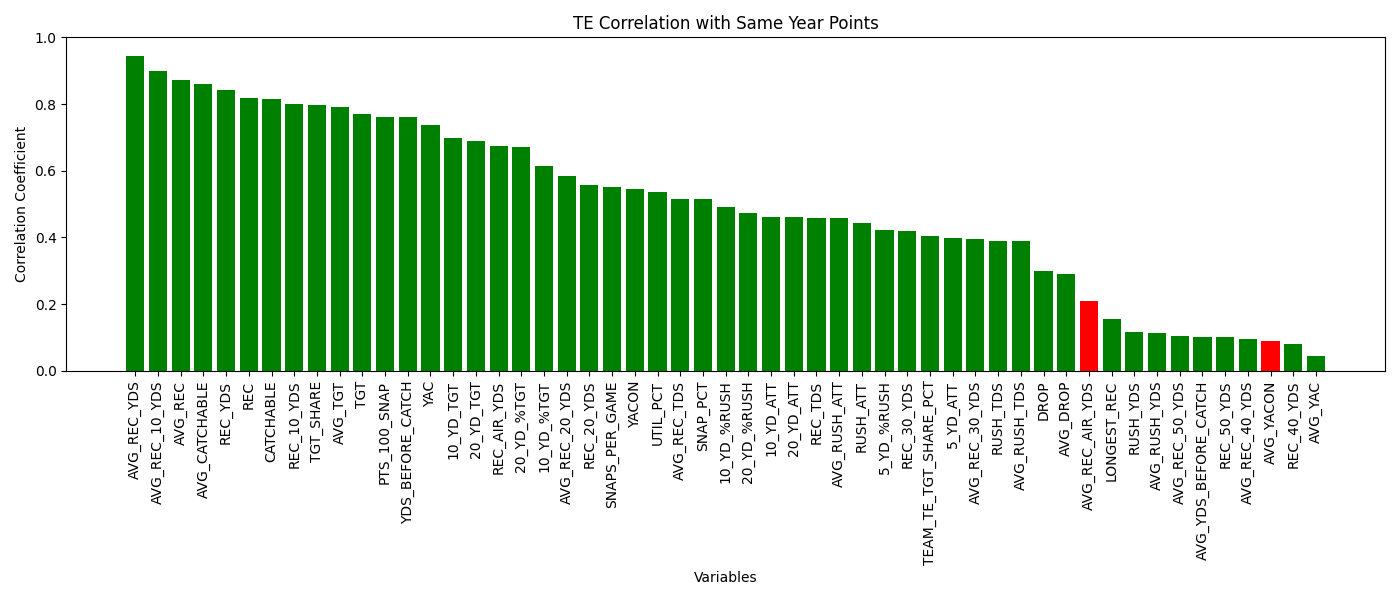 TE Correlation with Same Year Points
Correlation Coefficient
1.0
0.8
0.6
0.4
0.2
0.0
AVG_REC_YDS
AVG_REC_10_YDS
AVG_REC
AVG_CATCHABLE
REC_YDS
REC
CATCHABLE
REC_10_YDS
TGT_SHARE
AVG_TGT
TGT
PTS_100_SNAP
YDS_BEFORE_CATCH
YAC
10_YD_TGT
20_YD_TGT
REC_AIR_YDS
20_YD_%TGT
10_YD_%TGT
AVG_REC_20_YDS
REC_20_YDS
SNAPS_PER_GAME
YACON
UTIL_PCT
AVG_REC_TDS
SNAP_PCT
10_YD_%RUSH
20_YD_%RUSH
10_YD_ATT
20_YD_ATT
REC_TDS
AVG_RUSH_ATT
RUSH_ATT
5_YD_%RUSH
REC_30_YDS
TEAM_TE_TGT_SHARE_PCT
5_YD_ATT
AVG_REC_30_YDS
RUSH_TDS
AVG_RUSH_TDS
DROP
AVG_DROP
AVG_REC_AIR_YDS
LONGEST_REC
RUSH_YDS
AVG_RUSH_YDS
AVG_REC_50_YDS
AVG_YDS_BEFORE_CATCH
REC_50_YDS
AVG_REC_40_YDS
AVG_YACON
REC_40_YDS
AVG_YAC
Variables